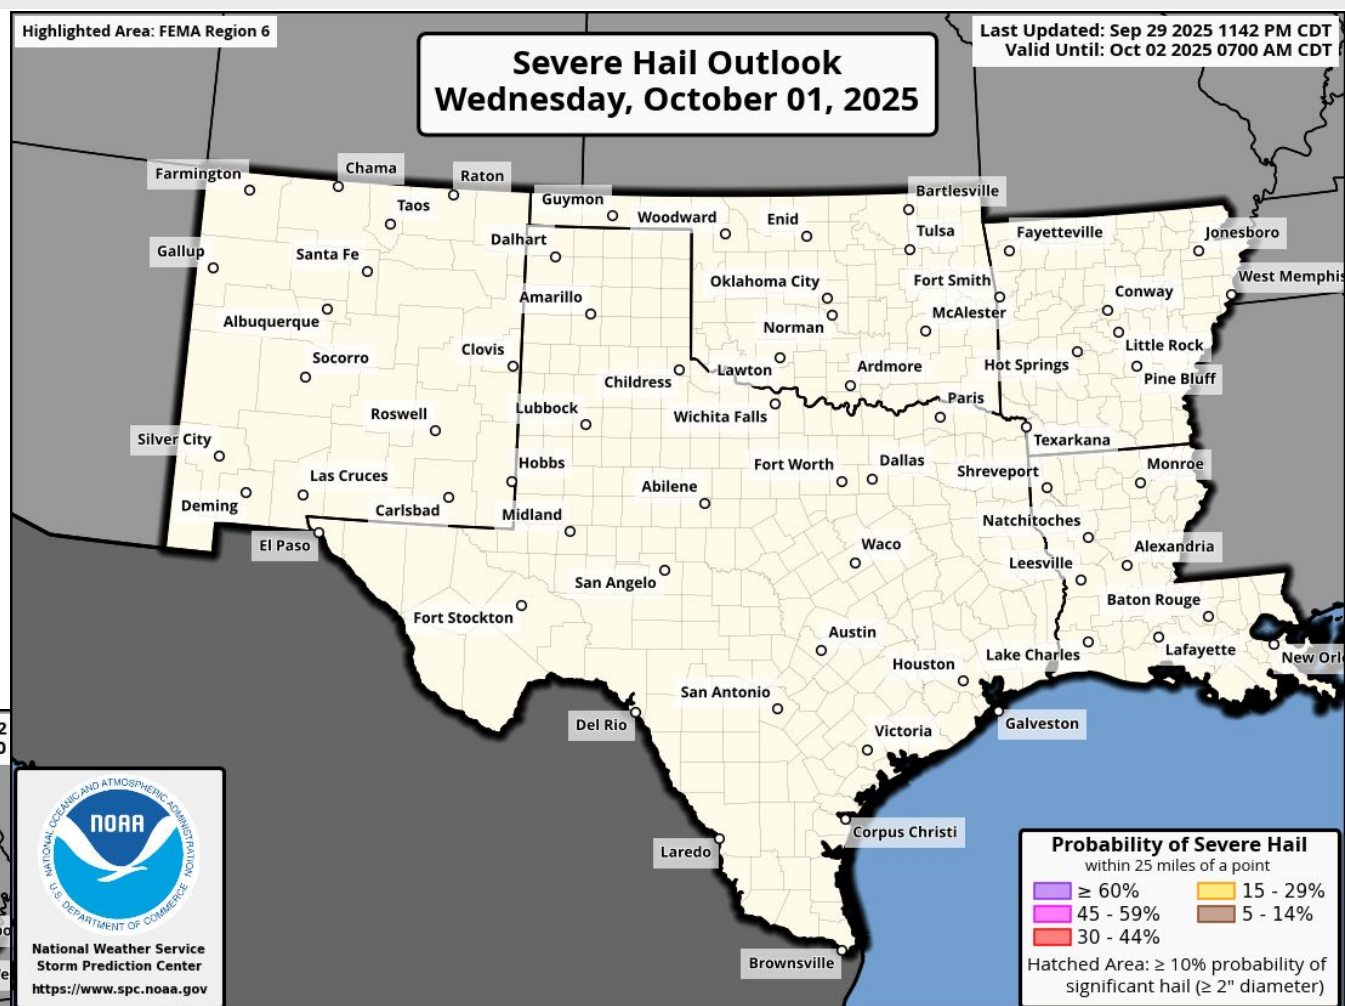 Highlighted Area: FEMA Region 6
Severe Hail Outlook
Wednesday, October 01, 2025
Last Updated: Sep 29 2025 1142 PM CDT
Valid Until: Oct 02 2025 0700 AM CDT
Farmington
Chama
Raton
Taos
Guymon
Woodward
Enid
Bartlesville
Tulsa
Fayetteville
Jonesboro
Gallup
Santa Fe
Dalhart
Oklahoma City
Fort Smith
West Memphis
Albuquerque
Amarillo
Norman
McAlester
Conway
Little Rock
Socorro
Clovis
Childress
Lawton
Ardmore
Hot Springs
Pine Bluff
Roswell
Lubbock
Wichita Falls
Paris
Texarkana
Silver City
Las Cruces
Hobbs
Abilene
Fort Worth
Dallas
Shreveport
Monroe
Deming
Carlsbad
Midland
Natchitoches
El Paso
San Angelo
Waco
Leesville
Alexandria
Fort Stockton
Austin
Baton Rouge
Houston
Lake Charles
Lafayette
New Orl
Del Rio
San Antonio
Victoria
Galveston
Laredo
Corpus Christi
Brownsville
2
0
NATIONAL OCEANIC AND ATMOSPHERIC ADMINISTRATION
NOAA
U.S. DEPARTMENT OF COMMERCE
National Weather Service
Storm Prediction Center
https://www.spc.noaa.gov
Probability of Severe Hail
within 25 miles of a point
≥ 60%
15 - 29%
45 - 59%
5 - 14%
30 - 44%
Hatched Area: ≥ 10% probability of
significant hail (≥ 2" diameter)